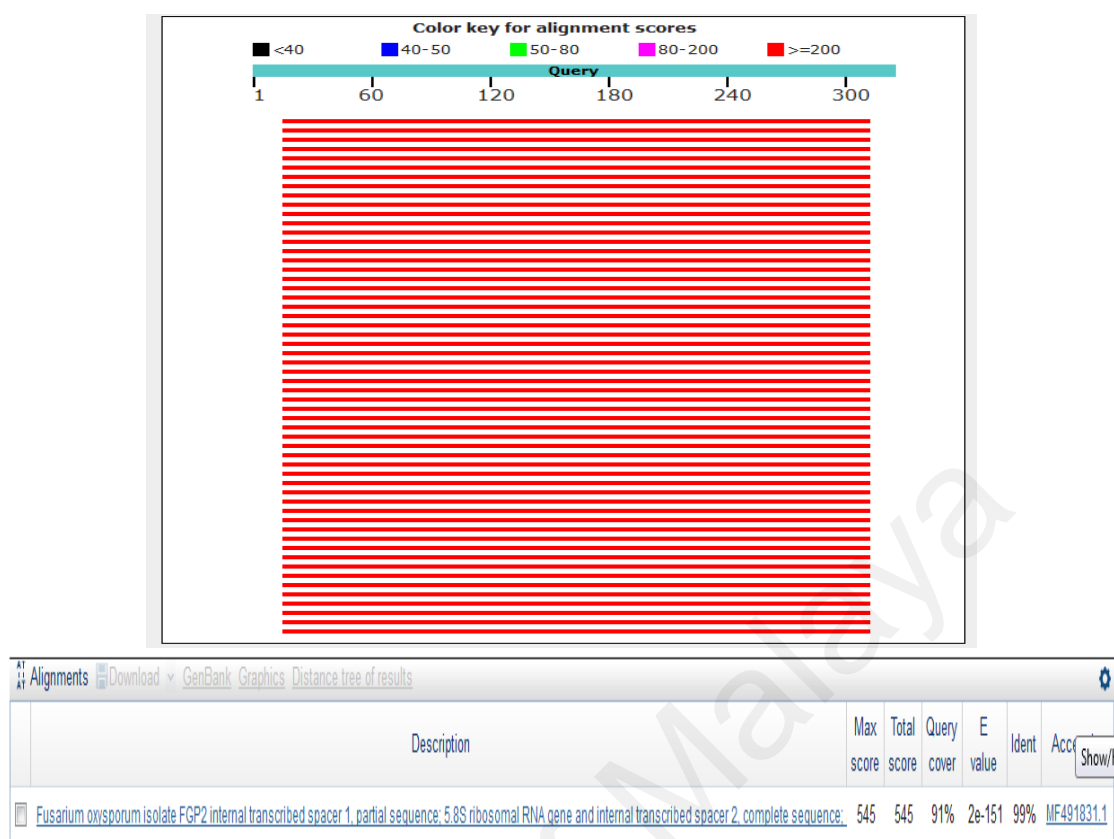 Color key for alignment scores
<40 40-50 50-80 80-200 >=200
Query
1 60 120 180 240 300
Malaya
Alignments Download GenBank Graphics Distance tree of results
Description Max score Total score Query cover E value Ident Show/
Fusarium oxysporum isolate FGP2 internal transcribed spacer 1, partial sequence; 5.8S ribosomal RNA gene and internal transcribed spacer 2, complete sequence; 545 545 91% 2e-151 99% MF491831.1